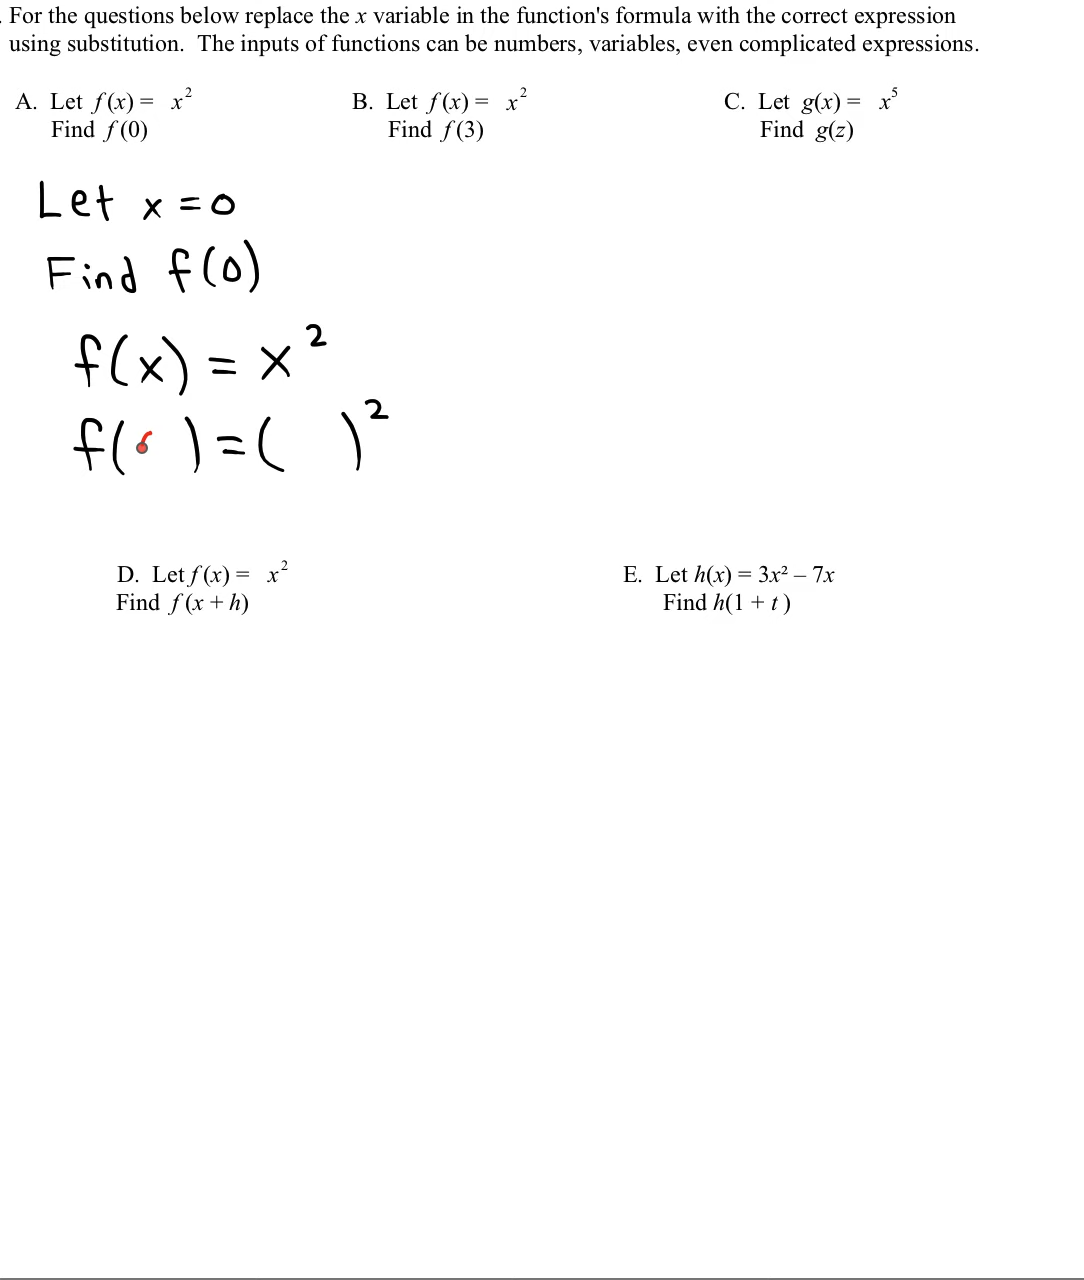 . For the questions below replace the x variable in the function's formula with the correct expression
using substitution. The inputs of functions can be numbers, variables, even complicated expressions.
A. Let f(x) = x²
Find f(0)
B. Let f(x) = x²
Find f(3)
C. Let g(x) = x⁵
Find g(z)
Let x = 0
Find f(0)
f(x) = x²
f( ) = ( )²
D. Let f(x) = x²
Find f(x + h)
E. Let h(x) = 3x² – 7x
Find h(1 + t )